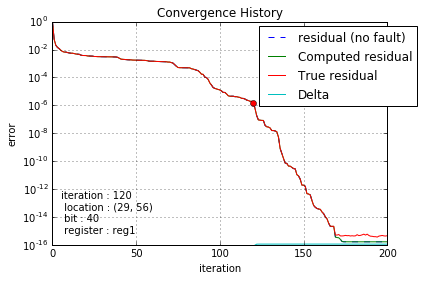 Convergence History
10^0
10^-2
10^-4
10^-6
10^-8
10^-10
10^-12
10^-14
10^-16
error
residual (no fault)
Computed residual
True residual
Delta
iteration : 120
location : (29, 56)
bit : 40
register : reg1
0 50 100 150 200
iteration